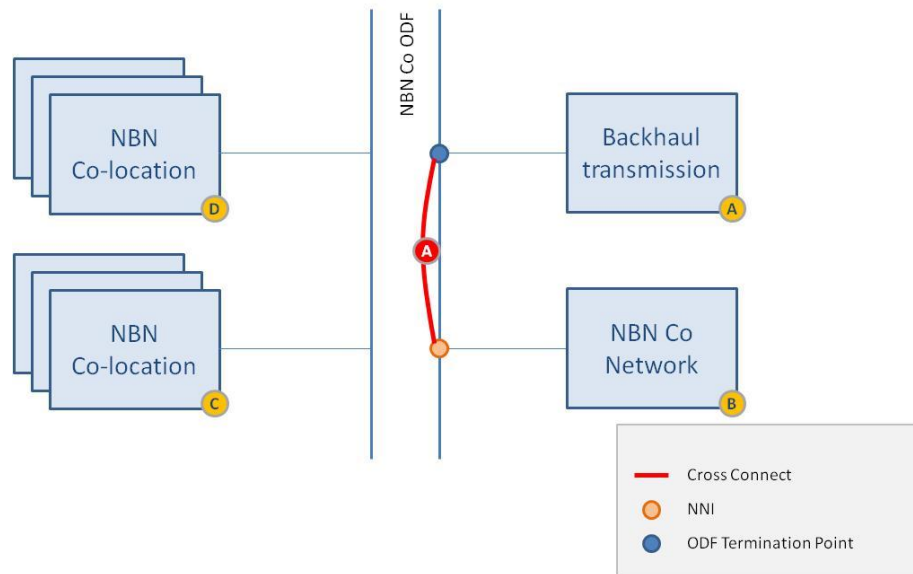 NBN Co ODF
NBN
Co-location
D
Backhaul
transmission
A
A
NBN
Co-location
C
NBN Co
Network
B
Cross Connect
NNI
ODF Termination Point